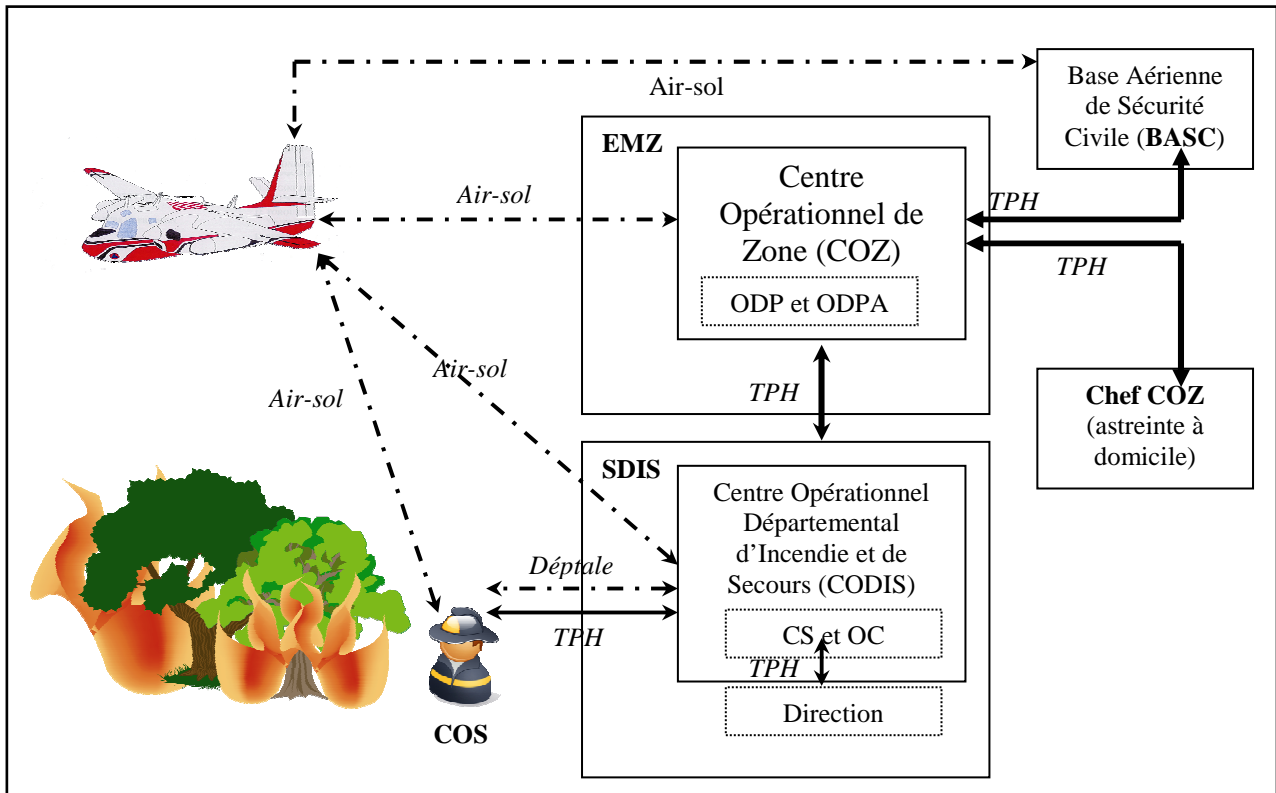 Air-sol
Base Aérienne
de Sécurité
Civile (BASC)
EMZ
Centre
Opérationnel de
Zone (COZ)
ODP et ODPA
Air-sol
TPH
TPH
Chef COZ
(astreinte à
domicile)
Air-sol
Air-sol
TPH
SDIS
Centre Opérationnel
Départemental
d’Incendie et de
Secours (CODIS)
CS et OC
TPH
Direction
Déptale
TPH
COS